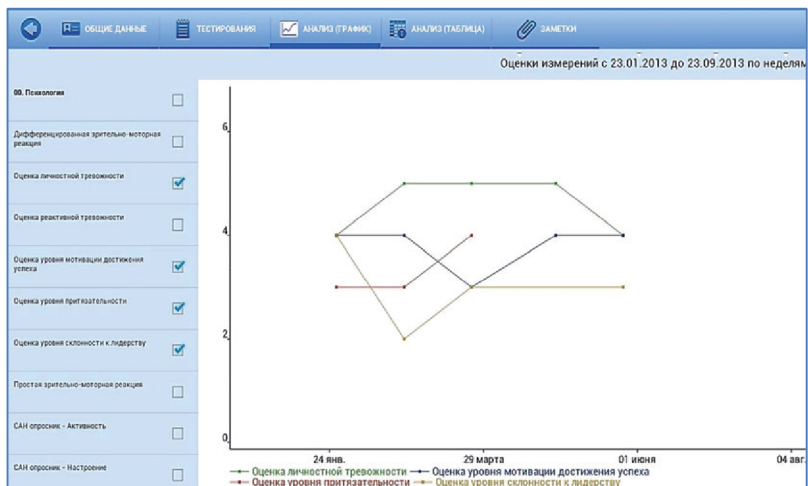 ОБЩИЕ ДАННЫЕ
ТЕСТИРОВАНИЯ
АНАЛИЗ (ГРАФИК)
АНАЛИЗ (ТАБЛИЦА)
ЗАМЕТКИ
Оценки измерений с 23.01.2013 до 23.09.2013 по неделям
00. Психология
Дифференцированная зрительно-моторная
реакция
Оценка личностной тревожности
Оценка реактивной тревожности
Оценка уровня мотивации достижения
успеха
Оценка уровня притязательности
Оценка уровня склонности к лидерству
Простая зрительно-моторная реакция
САН опросник - Активность
САН опросник - Настроение
6
4
2
0
24 янв.
29 марта
01 июня
04 авг.
Оценка личностной тревожности
Оценка уровня мотивации достижения успеха
Оценка уровня притязательности
Оценка уровня склонности к лидерству